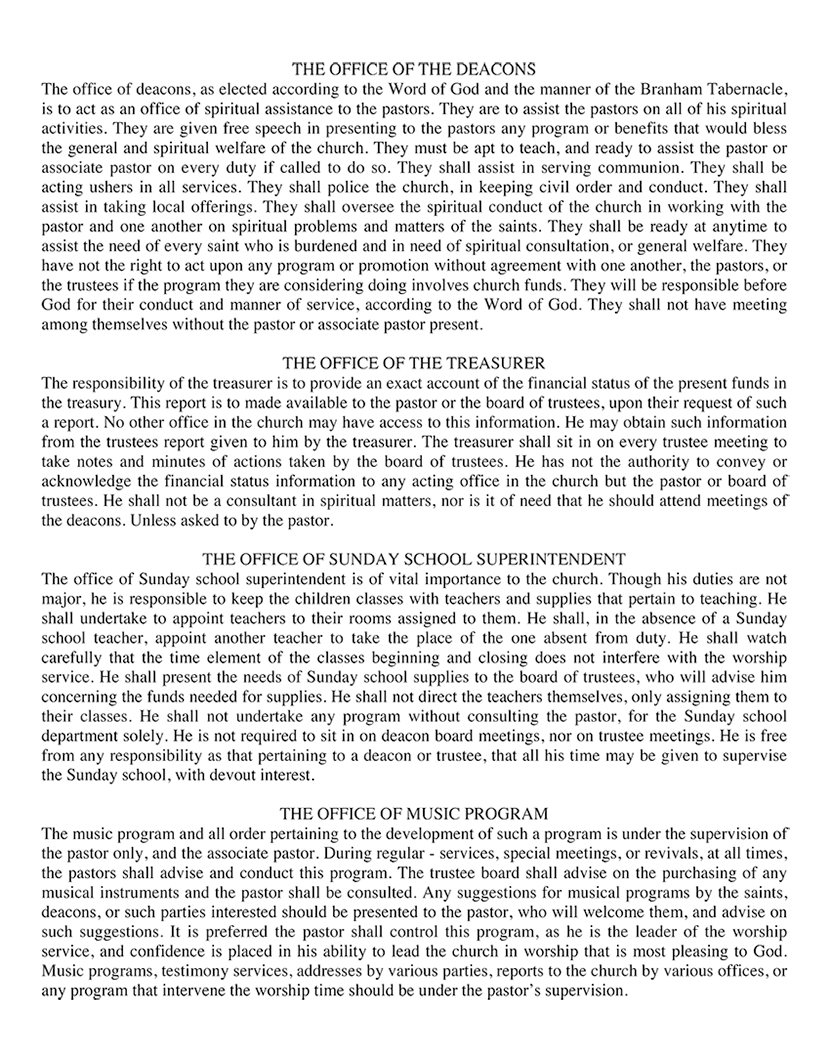 THE OFFICE OF THE DEACONS
The office of deacons, as elected according to the Word of God and the manner of the Branham Tabernacle,
is to act as an office of spiritual assistance to the pastors. They are to assist the pastors on all of his spiritual
activities. They are given free speech in presenting to the pastors any program or benefits that would bless
the general and spiritual welfare of the church. They must be apt to teach, and ready to assist the pastor or
associate pastor on every duty if called to do so. They shall assist in serving communion. They shall be
acting ushers in all services. They shall police the church, in keeping civil order and conduct. They shall
assist in taking local offerings. They shall oversee the spiritual conduct of the church in working with the
pastor and one another on spiritual problems and matters of the saints. They shall be ready at anytime to
assist the need of every saint who is burdened and in need of spiritual consultation, or general welfare. They
have not the right to act upon any program or promotion without agreement with one another, the pastors, or
the trustees if the program they are considering doing involves church funds. They will be responsible before
God for their conduct and manner of service, according to the Word of God. They shall not have meeting
among themselves without the pastor or associate pastor present.
THE OFFICE OF THE TREASURER
The responsibility of the treasurer is to provide an exact account of the financial status of the present funds in
the treasury. This report is to made available to the pastor or the board of trustees, upon their request of such
a report. No other office in the church may have access to this information. He may obtain such information
from the trustees report given to him by the treasurer. The treasurer shall sit in on every trustee meeting to
take notes and minutes of actions taken by the board of trustees. He has not the authority to convey or
acknowledge the financial status information to any acting office in the church but the pastor or board of
trustees. He shall not be a consultant in spiritual matters, nor is it of need that he should attend meetings of
the deacons. Unless asked to by the pastor.
THE OFFICE OF SUNDAY SCHOOL SUPERINTENDENT
The office of Sunday school superintendent is of vital importance to the church. Though his duties are not
major, he is responsible to keep the children classes with teachers and supplies that pertain to teaching. He
shall undertake to appoint teachers to their rooms assigned to them. He shall, in the absence of a Sunday
school teacher, appoint another teacher to take the place of the one absent from duty. He shall watch
carefully that the time element of the classes beginning and closing does not interfere with the worship
service. He shall present the needs of Sunday school supplies to the board of trustees, who will advise him
concerning the funds needed for supplies. He shall not direct the teachers themselves, only assigning them to
their classes. He shall not undertake any program without consulting the pastor, for the Sunday school
department solely. He is not required to sit in on deacon board meetings, nor on trustee meetings. He is free
from any responsibility as that pertaining to a deacon or trustee, that all his time may be given to supervise
the Sunday school, with devout interest.
THE OFFICE OF MUSIC PROGRAM
The music program and all order pertaining to the development of such a program is under the supervision of
the pastor only, and the associate pastor. During regular - services, special meetings, or revivals, at all times,
the pastors shall advise and conduct this program. The trustee board shall advise on the purchasing of any
musical instruments and the pastor shall be consulted. Any suggestions for musical programs by the saints,
deacons, or such parties interested should be presented to the pastor, who will welcome them, and advise on
such suggestions. It is preferred the pastor shall control this program, as he is the leader of the worship
service, and confidence is placed in his ability to lead the church in worship that is most pleasing to God.
Music programs, testimony services, addresses by various parties, reports to the church by various offices, or
any program that intervene the worship time should be under the pastor’s supervision.